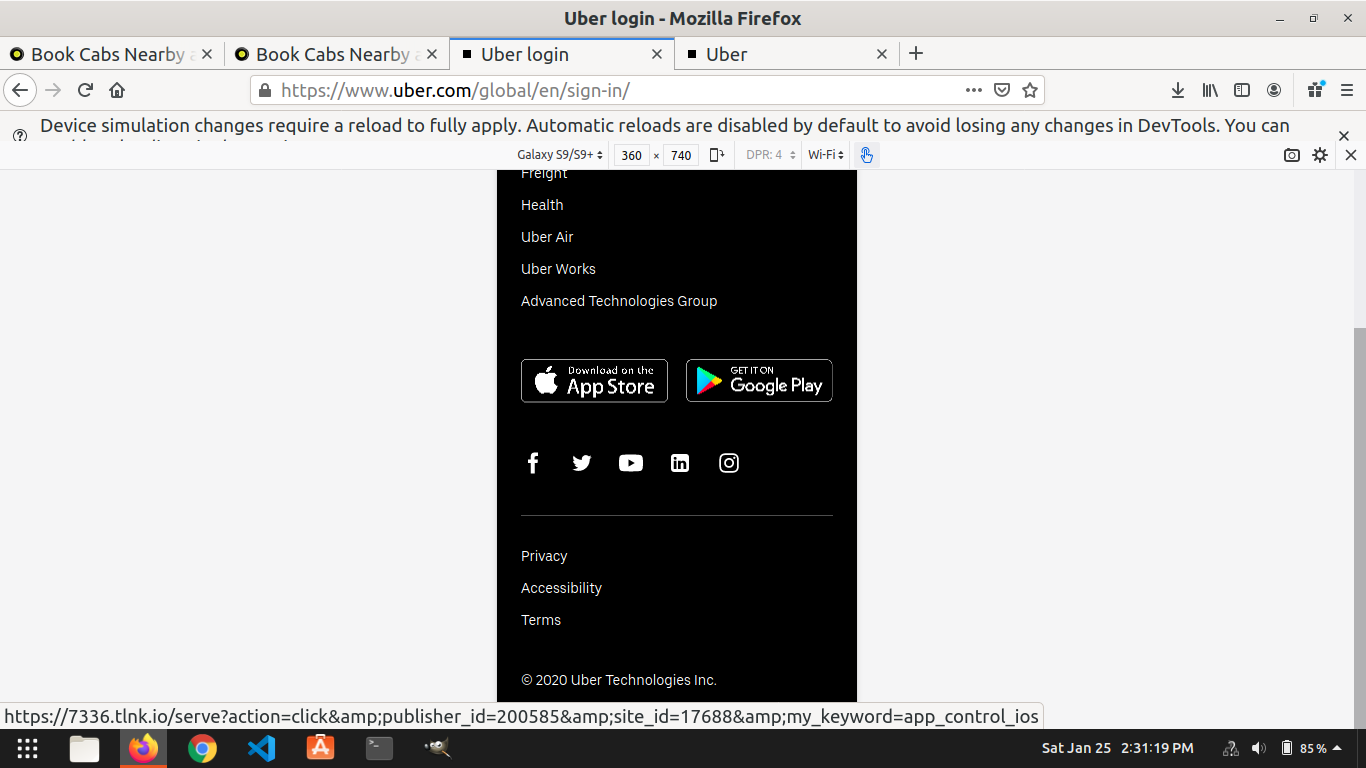 Uber login - Mozilla Firefox
Book Cabs Nearby
Book Cabs Nearby
Uber login
Uber
https://www.uber.com/global/en/sign-in/
Device simulation changes require a reload to fully apply. Automatic reloads are disabled by default to avoid losing any changes in DevTools. You can
Galaxy S9/S9+ 360 × 740 DPR: 4 Wi-Fi
Freight
Health
Uber Air
Uber Works
Advanced Technologies Group
Download on the
App Store
GET IT ON
Google Play
Privacy
Accessibility
Terms
© 2020 Uber Technologies Inc.
https://7336.tlnk.io/serve?action=click&amp;publisher_id=200585&amp;site_id=17688&amp;my_keyword=app_control_ios
Sat Jan 25 2:31:19 PM 85%